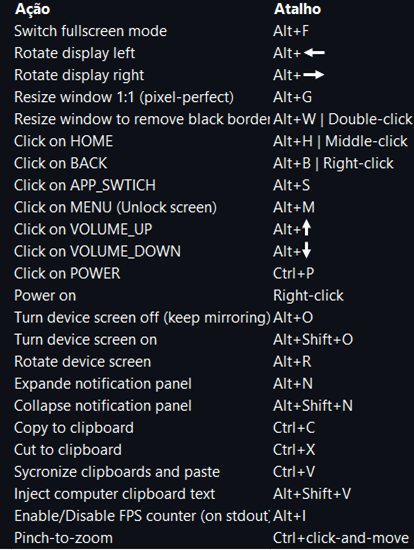 Ação Atalho
Switch fullscreen mode Alt+F
Rotate display left Alt+←
Rotate display right Alt+→
Resize window 1:1 (pixel-perfect) Alt+G
Resize window to remove black border Alt+W | Double-click
Click on HOME Alt+H | Middle-click
Click on BACK Alt+B | Right-click
Click on APP_SWTICH Alt+S
Click on MENU (Unlock screen) Alt+M
Click on VOLUME_UP Alt+↑
Click on VOLUME_DOWN Alt+↓
Click on POWER Ctrl+P
Power on Right-click
Turn device screen off (keep mirroring) Alt+O
Turn device screen on Alt+Shift+O
Rotate device screen Alt+R
Expande notification panel Alt+N
Collapse notification panel Alt+Shift+N
Copy to clipboard Ctrl+C
Cut to clipboard Ctrl+X
Sycronize clipboards and paste Ctrl+V
Inject computer clipboard text Alt+Shift+V
Enable/Disable FPS counter (on stdout) Alt+I
Pinch-to-zoom Ctrl+click-and-move